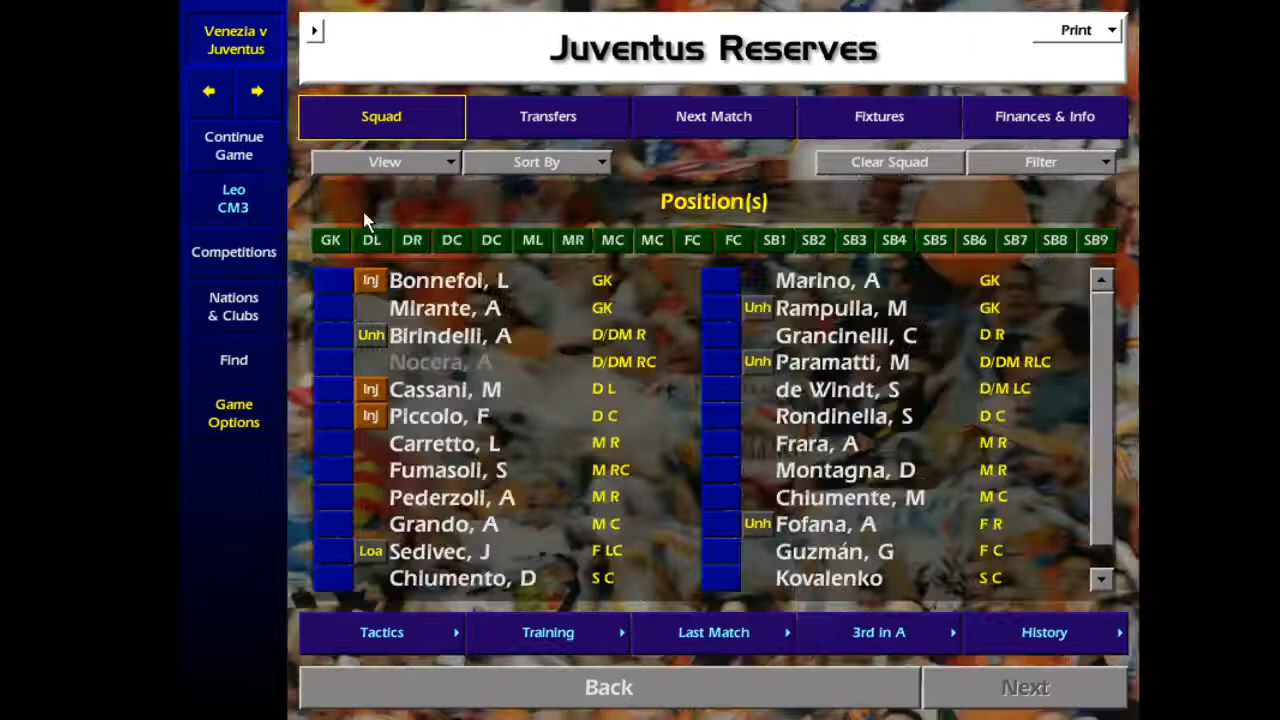 Venezia v
Juventus
Continue
Game
Leo
CM3
Competitions
Nations
& Clubs
Find
Game
Options
Juventus Reserves
Print
Squad
Transfers
Next Match
Fixtures
Finances & Info
View
Sort By
Clear Squad
Filter
Position(s)
GK DL DR DC DC ML MR MC MC FC FC SB1 SB2 SB3 SB4 SB5 SB6 SB7 SB8 SB9
Inj Bonnefoi, L GK
Marino, A GK
Mirante, A GK
Unh Rampulla, M GK
Unh Birindelli, A D/DM R
Grancinelli, C D R
Nocera, A D/DM RC
Unh Paramatti, M D/DM RLC
Inj Cassani, M D L
de Windt, S D/M LC
Inj Piccolo, F D C
Rondinella, S D C
Carretto, L M R
Frara, A M R
Fumasoli, S M RC
Montagna, D M R
Pederzoli, A M R
Chiumente, M M C
Grando, A M C
Unh Fofana, A F R
Loa Sedivec, J F LC
Guzmán, G F C
Chiumento, D S C
Kovalenko S C
Tactics
Training
Last Match
3rd in A
History
Back
Next